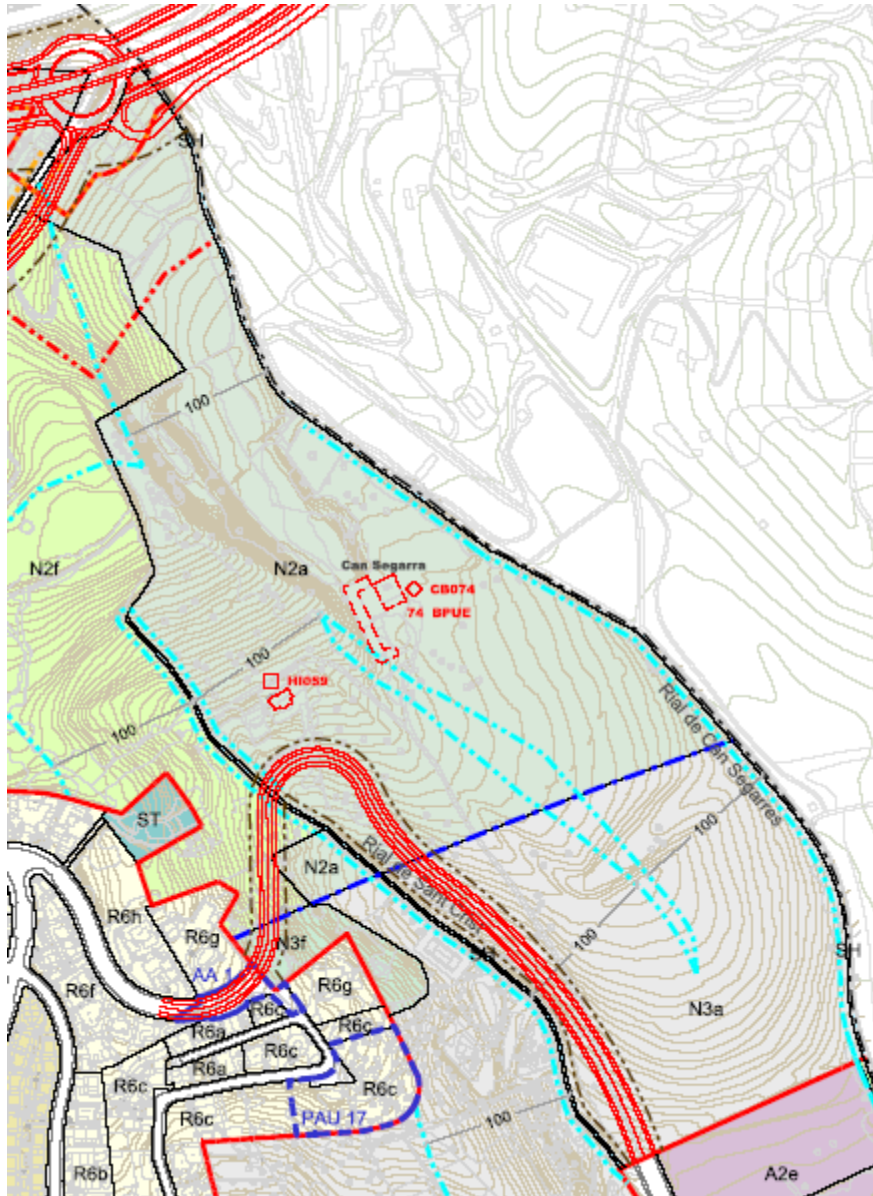 SH
100
N2f
N2a
Can Segarra
CB074
74 BPUE
100
HI059
100
Rial de Can Segarres
ST
100
Rial de Sant Crist
N2a
R6h
R6g
N3f
100
SH
AA 1
R6g
R6f
R6c
R6c
R6a
N3a
R6c
R6a
R6c
R6c
R6c
PAU 17
100
R6b
A2e